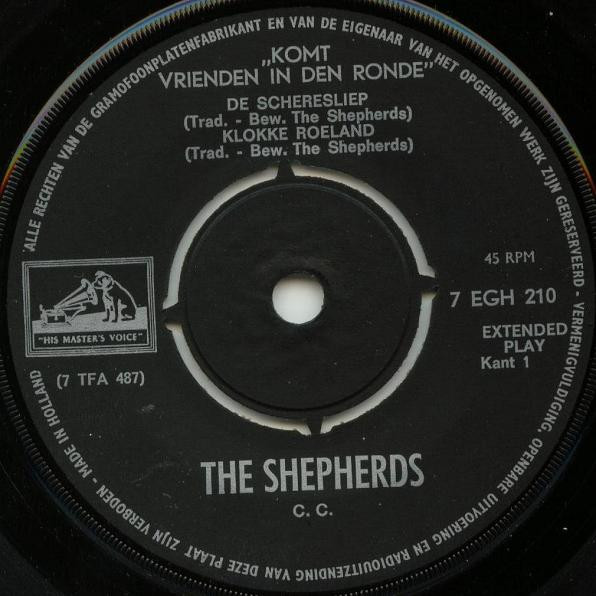 ALLE RECHTEN VAN DE GRAMOFOONPLATENFABRIKANT EN VAN DE EIGENAAR VAN HET OPGENOMEN WERK ZIJN GERESERVEERD - VERMENIGVULDIGING, OPENBARE UITVOERING EN RADIOUITZENDING VAN DEZE PLAAT ZIJN VERBODEN - MADE IN HOLLAND
„KOMT
VRIENDEN IN DEN RONDE"
DE SCHERESLIEP
(Trad. - Bew. The Shepherds)
KLOKKE ROELAND
(Trad. - Bew. The Shepherds)
45 RPM
7 EGH 210
EXTENDED
PLAY
Kant 1
"HIS MASTER'S VOICE"
(7 TFA 487)
THE SHEPHERDS
C. C.